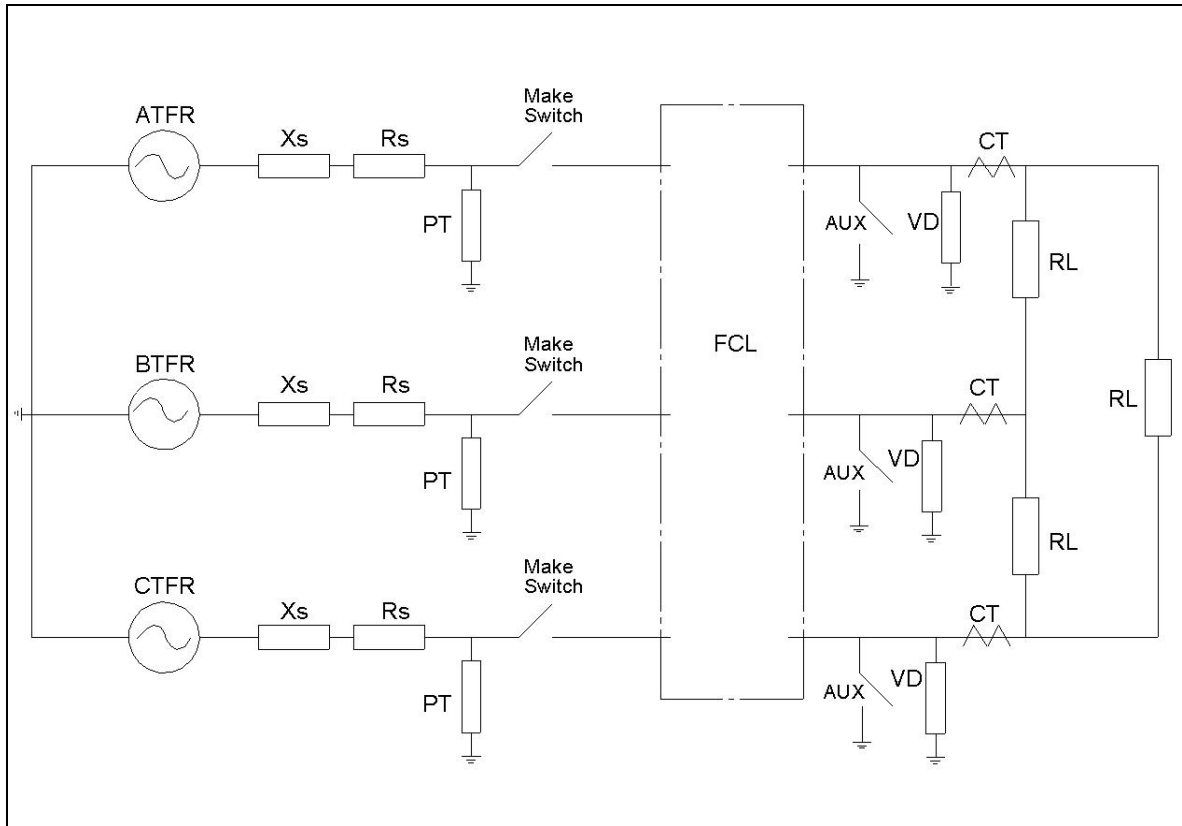 ATFR
Xs
Rs
Make
Switch
PT
CT
AUX
VD
RL
FCL
RL
BTFR
Xs
Rs
Make
Switch
PT
CT
AUX
VD
RL
CTFR
Xs
Rs
Make
Switch
PT
CT
AUX
VD